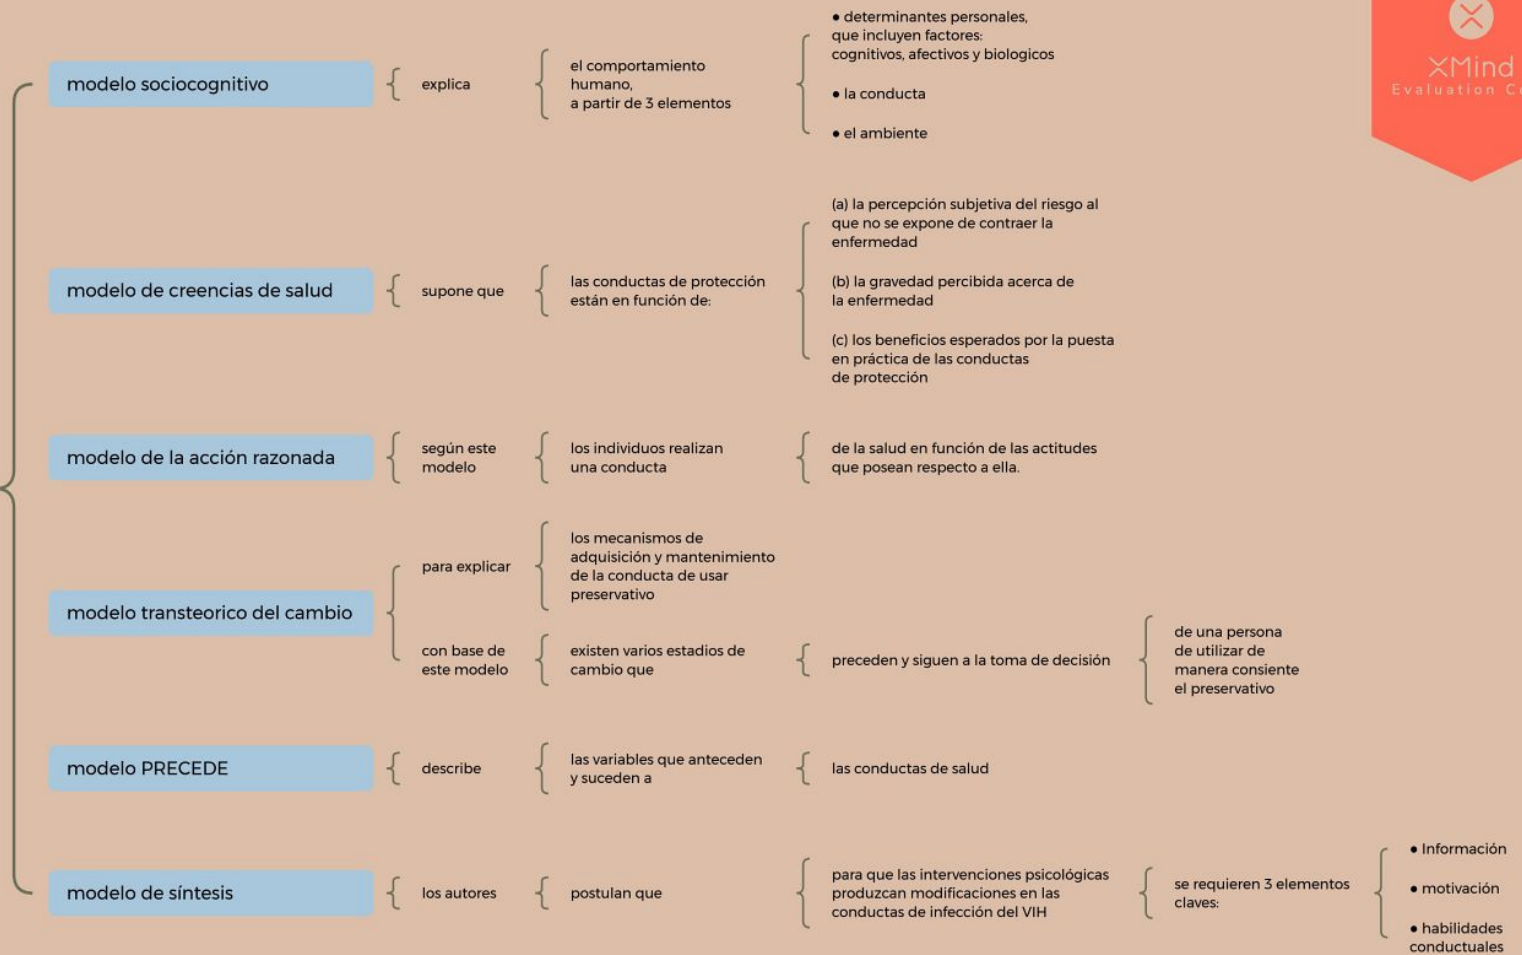 modelo sociocognitivo
explica
el comportamiento
humano,
a partir de 3 elementos
• determinantes personales,
que incluyen factores:
cognitivos, afectivos y biologicos
• la conducta
• el ambiente
XMind
modelo de creencias de salud
supone que
las conductas de protección
están en función de:
(a) la percepción subjetiva del riesgo al
que no se expone de contraer la
enfermedad
(b) la gravedad percibida acerca de
la enfermedad
(c) los beneficios esperados por la puesta
en práctica de las conductas
de protección
modelo de la acción razonada
según este
modelo
los individuos realizan
una conducta
de la salud en función de las actitudes
que posean respecto a ella.
modelo transteorico del cambio
para explicar
los mecanismos de
adquisición y mantenimiento
de la conducta de usar
preservativo
con base de
este modelo
existen varios estadios de
cambio que
preceden y siguen a la toma de decisión
de una persona
de utilizar de
manera consiente
el preservativo
modelo PRECEDE
describe
las variables que anteceden
y suceden a
las conductas de salud
modelo de síntesis
los autores
postulan que
para que las intervenciones psicológicas
produzcan modificaciones en las
conductas de infección del VIH
se requieren 3 elementos
claves:
• Información
• motivación
• habilidades
conductuales
Evaluation